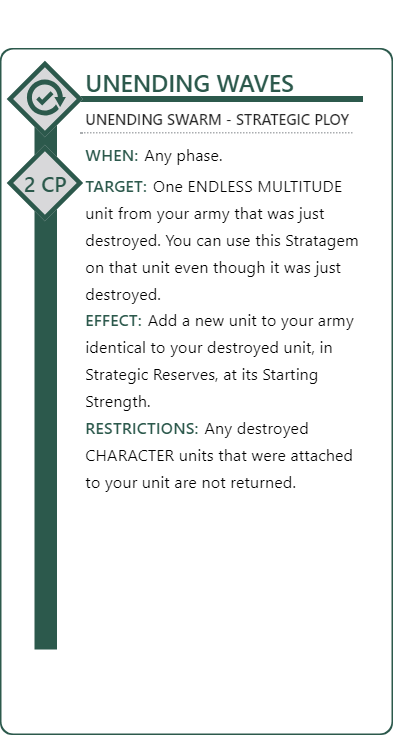 UNENDING WAVES
UNENDING SWARM - STRATEGIC PLOY
WHEN: Any phase.
2 CP
TARGET: One ENDLESS MULTITUDE
unit from your army that was just
destroyed. You can use this Stratagem
on that unit even though it was just
destroyed.
EFFECT: Add a new unit to your army
identical to your destroyed unit, in
Strategic Reserves, at its Starting
Strength.
RESTRICTIONS: Any destroyed
CHARACTER units that were attached
to your unit are not returned.